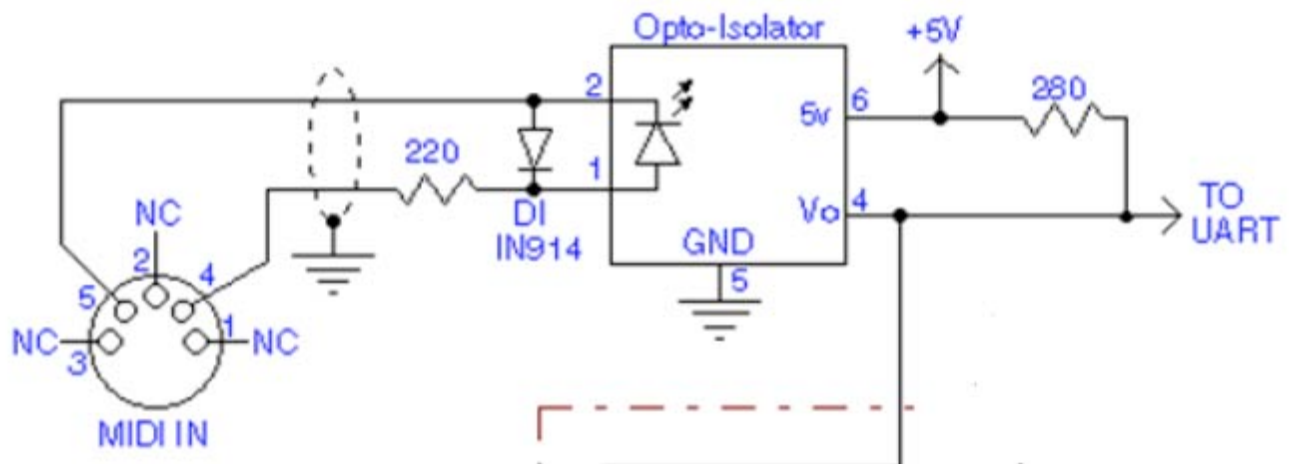 Opto-Isolator
+5V
2
6
280
5v
220
1
NC
DI
IN914
Vo
4
TO
UART
GND
2
4
5
5
1
NC
NC
3
MIDI IN